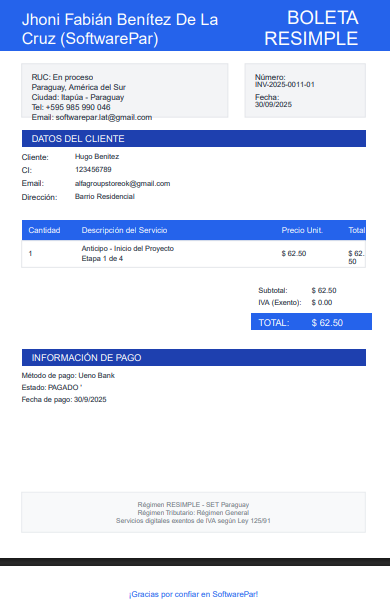 Jhoni Fabián Benítez De La
Cruz (SoftwarePar)
BOLETA
RESIMPLE
RUC: En proceso
Paraguay, América del Sur
Ciudad: Itapúa - Paraguay
Tel: +595 985 990 046
Email: softwarepar.lat@gmail.com
Número:
INV-2025-0011-01
Fecha:
30/09/2025
DATOS DEL CLIENTE
Cliente: Hugo Benitez
CI: 123456789
Email: alfagroupstoreok@gmail.com
Dirección: Barrio Residencial
Cantidad Descripción del Servicio Precio Unit. Total
1 Anticipo - Inicio del Proyecto $ 62.50 $ 62.
Etapa 1 de 4 50
Subtotal: $ 62.50
IVA (Exento): $ 0.00
TOTAL: $ 62.50
INFORMACIÓN DE PAGO
Método de pago: Ueno Bank
Estado: PAGADO '
Fecha de pago: 30/9/2025
Régimen RESIMPLE - SET Paraguay
Régimen Tributario: Régimen General
Servicios digitales exentos de IVA según Ley 125/91
¡Gracias por confiar en SoftwarePar!